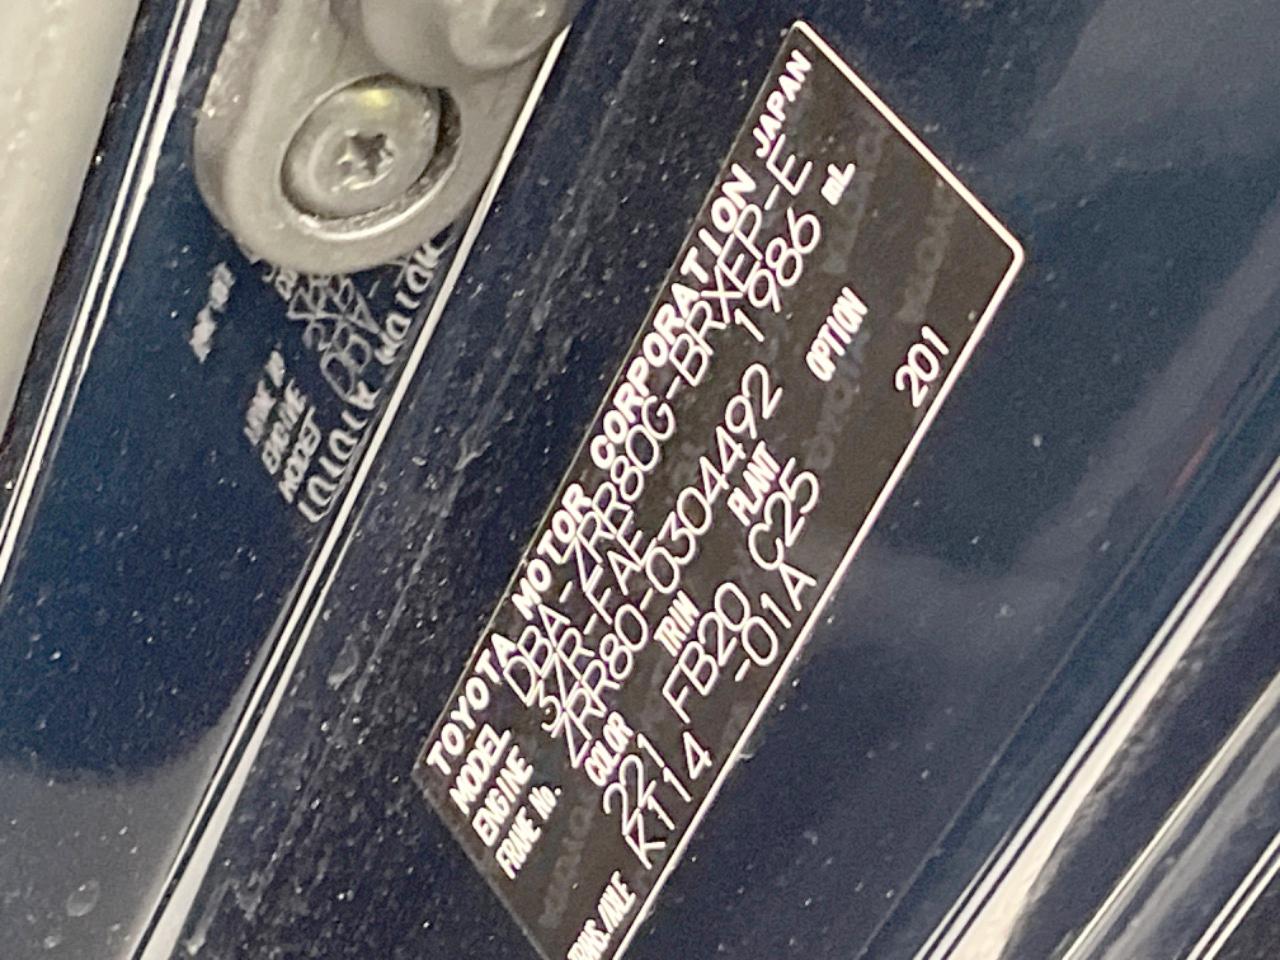 TOYOTA MOTOR CORPORATION JAPAN
MODEL DBA-ZRR80G-BRXEP-E
ENGINE 3ZR-FAE 1986 mL
FRAME No. ZRR80-0304492
COLOR TRIM PLANT OPTION
221 FB20 C25
K114 -01A 201
TRNS./AXLE